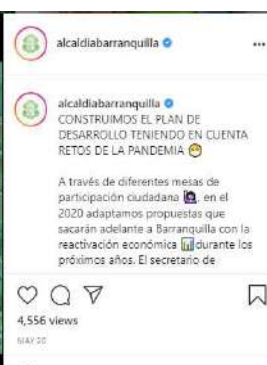 alcaldiabarranquilla
alcaldiabarranquilla
CONSTRUIMOS EL PLAN DE
DESARROLLO TENIENDO EN CUENTA
RETOS DE LA PANDEMIA 😷
A través de diferentes mesas de
participación ciudadana 🙋🏻‍♀️, en el
2020 adaptamos propuestas que
sacarán adelante a Barranquilla con la
reactivación económica 📊durante los
próximos años. El secretario de
4,556 views
MAY 20